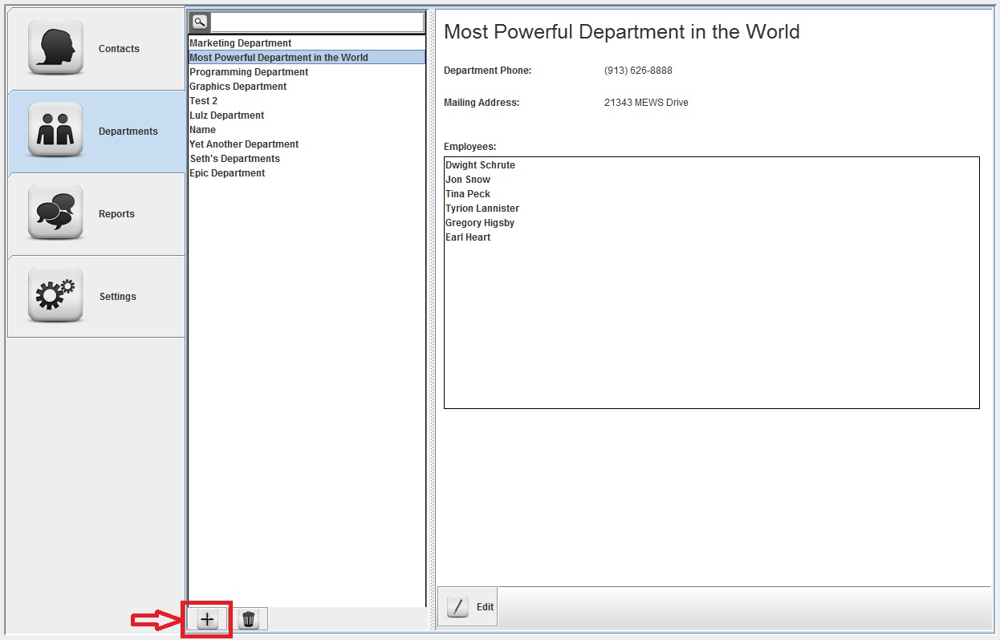 Contacts
Departments
Reports
Settings
Marketing Department
Most Powerful Department in the World
Programming Department
Graphics Department
Test 2
Lulz Department
Name
Yet Another Department
Seth's Departments
Epic Department
Most Powerful Department in the World
Department Phone: (913) 626-8888
Mailing Address: 21343 MEWS Drive
Employees:
Dwight Schrute
Jon Snow
Tina Peck
Tyrion Lannister
Gregory Higsby
Earl Heart
Edit